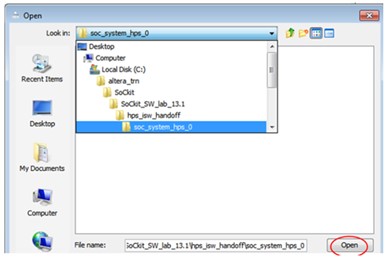 Open
Look in:
soc_system_hps_0
Desktop
Computer
Local Disk (C:)
altera_trn
SoCkit
SoCkit_SW_lab_13.1
hps_isw_handoff
soc_system_hps_0
Recent Items
Desktop
My Documents
Computer
File name:
SoCkit_SW_lab_13.1\hps_isw_handoff\soc_system_hps_0
Open